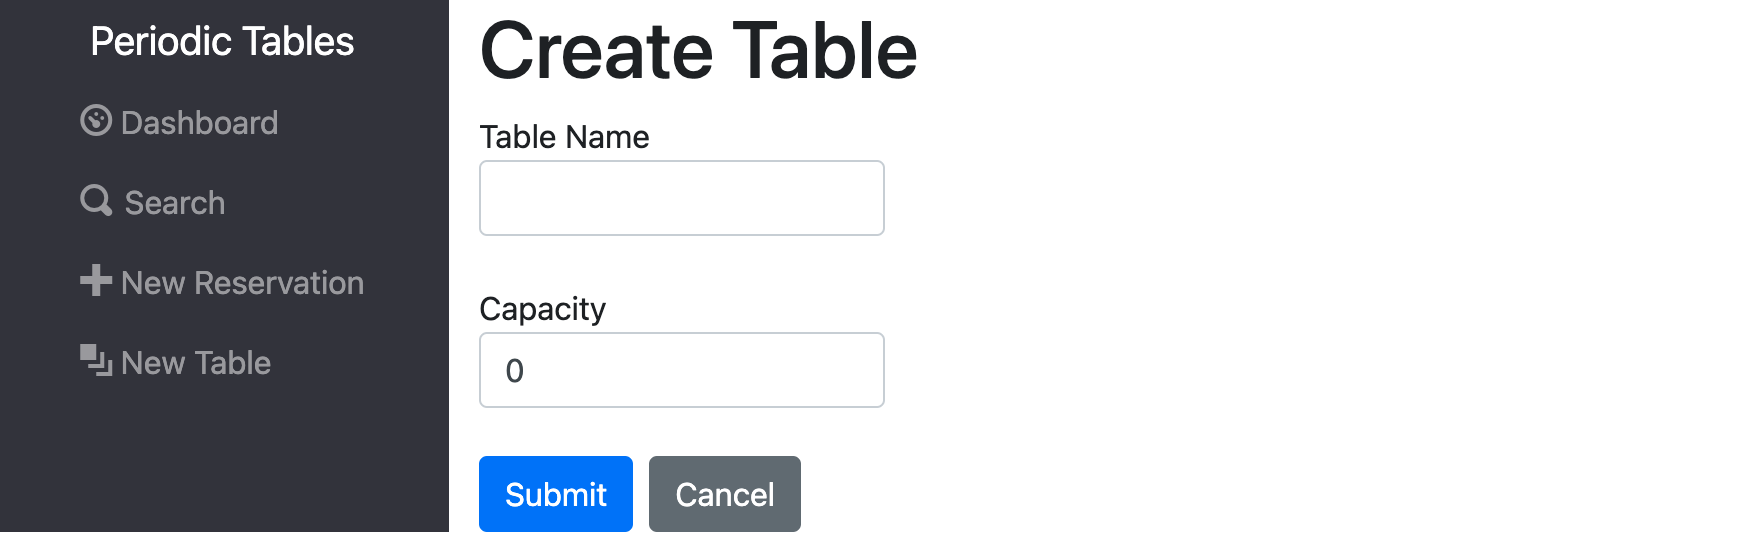 Periodic Tables
Dashboard
Search
New Reservation
New Table
Create Table
Table Name
Capacity
0
Submit
Cancel